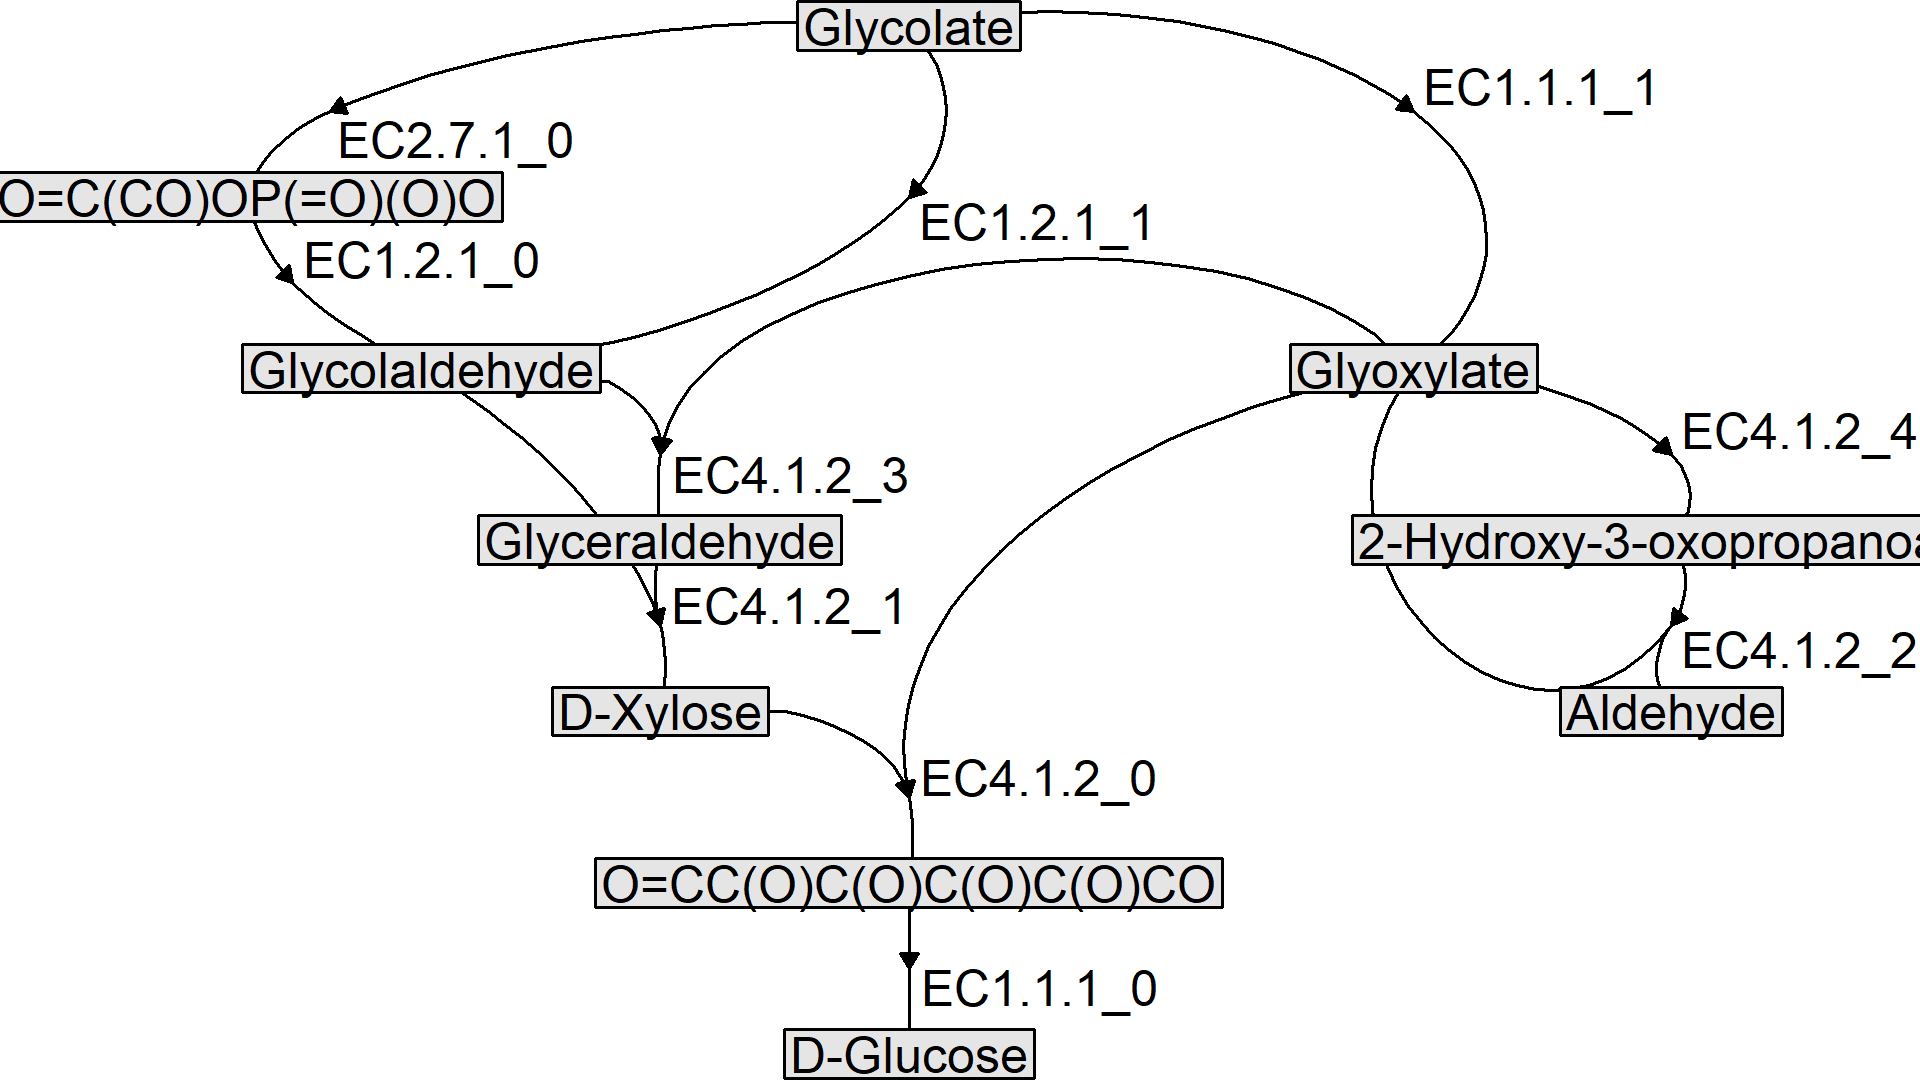 Glycolate
EC1.1.1_1
EC2.7.1_0
O=C(CO)OP(=O)(O)O
EC1.2.1_1
EC1.2.1_0
Glycolaldehyde
Glyoxylate
EC4.1.2_4
EC4.1.2_3
Glyceraldehyde
2-Hydroxy-3-oxopropanoa
EC4.1.2_1
EC4.1.2_2
D-Xylose
Aldehyde
EC4.1.2_0
O=CC(O)C(O)C(O)C(O)CO
EC1.1.1_0
D-Glucose